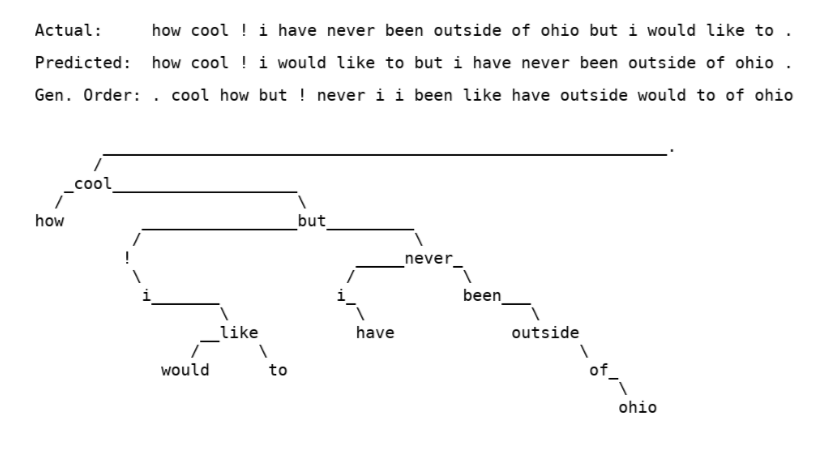 Actual: how cool ! i have never been outside of ohio but i would like to .
Predicted: how cool ! i would like to but i have never been outside of ohio .
Gen. Order: . cool how but ! never i i been like have outside would to of ohio
.
cool
how but
! never
i i been
like have outside
would to of
ohio